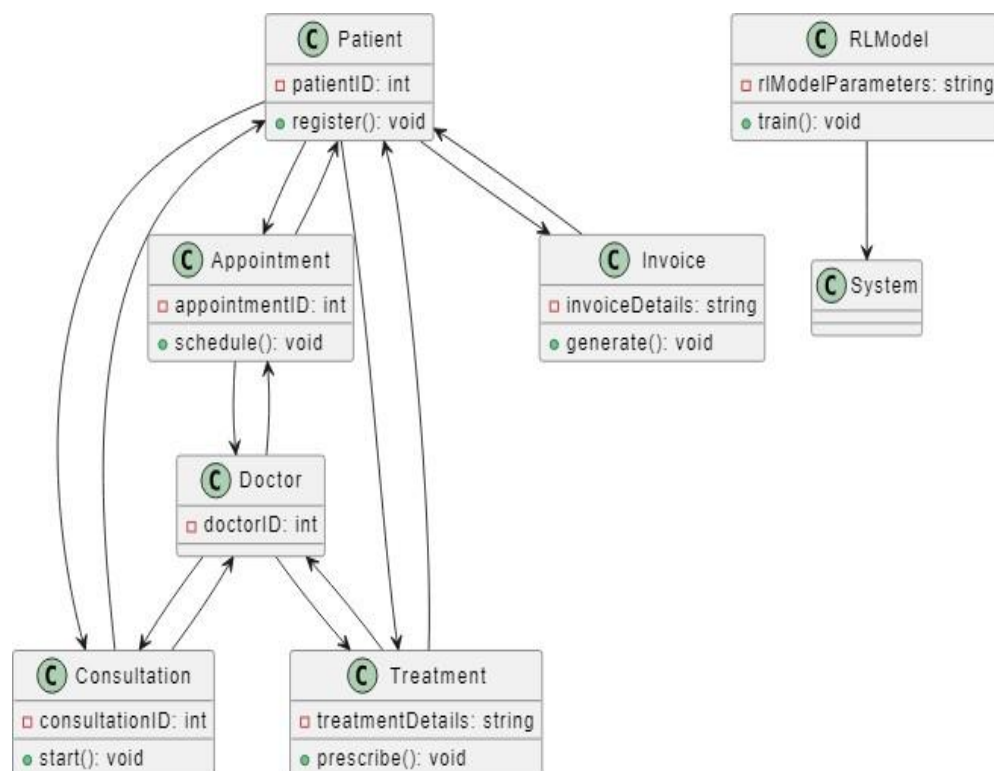 C Patient
patientID: int
register(): void
C RLModel
rlModelParameters: string
train(): void
C Appointment
appointmentID: int
schedule(): void
C Invoice
invoiceDetails: string
generate(): void
C System
C Doctor
doctorID: int
C Consultation
consultationID: int
start(): void
C Treatment
treatmentDetails: string
prescribe(): void